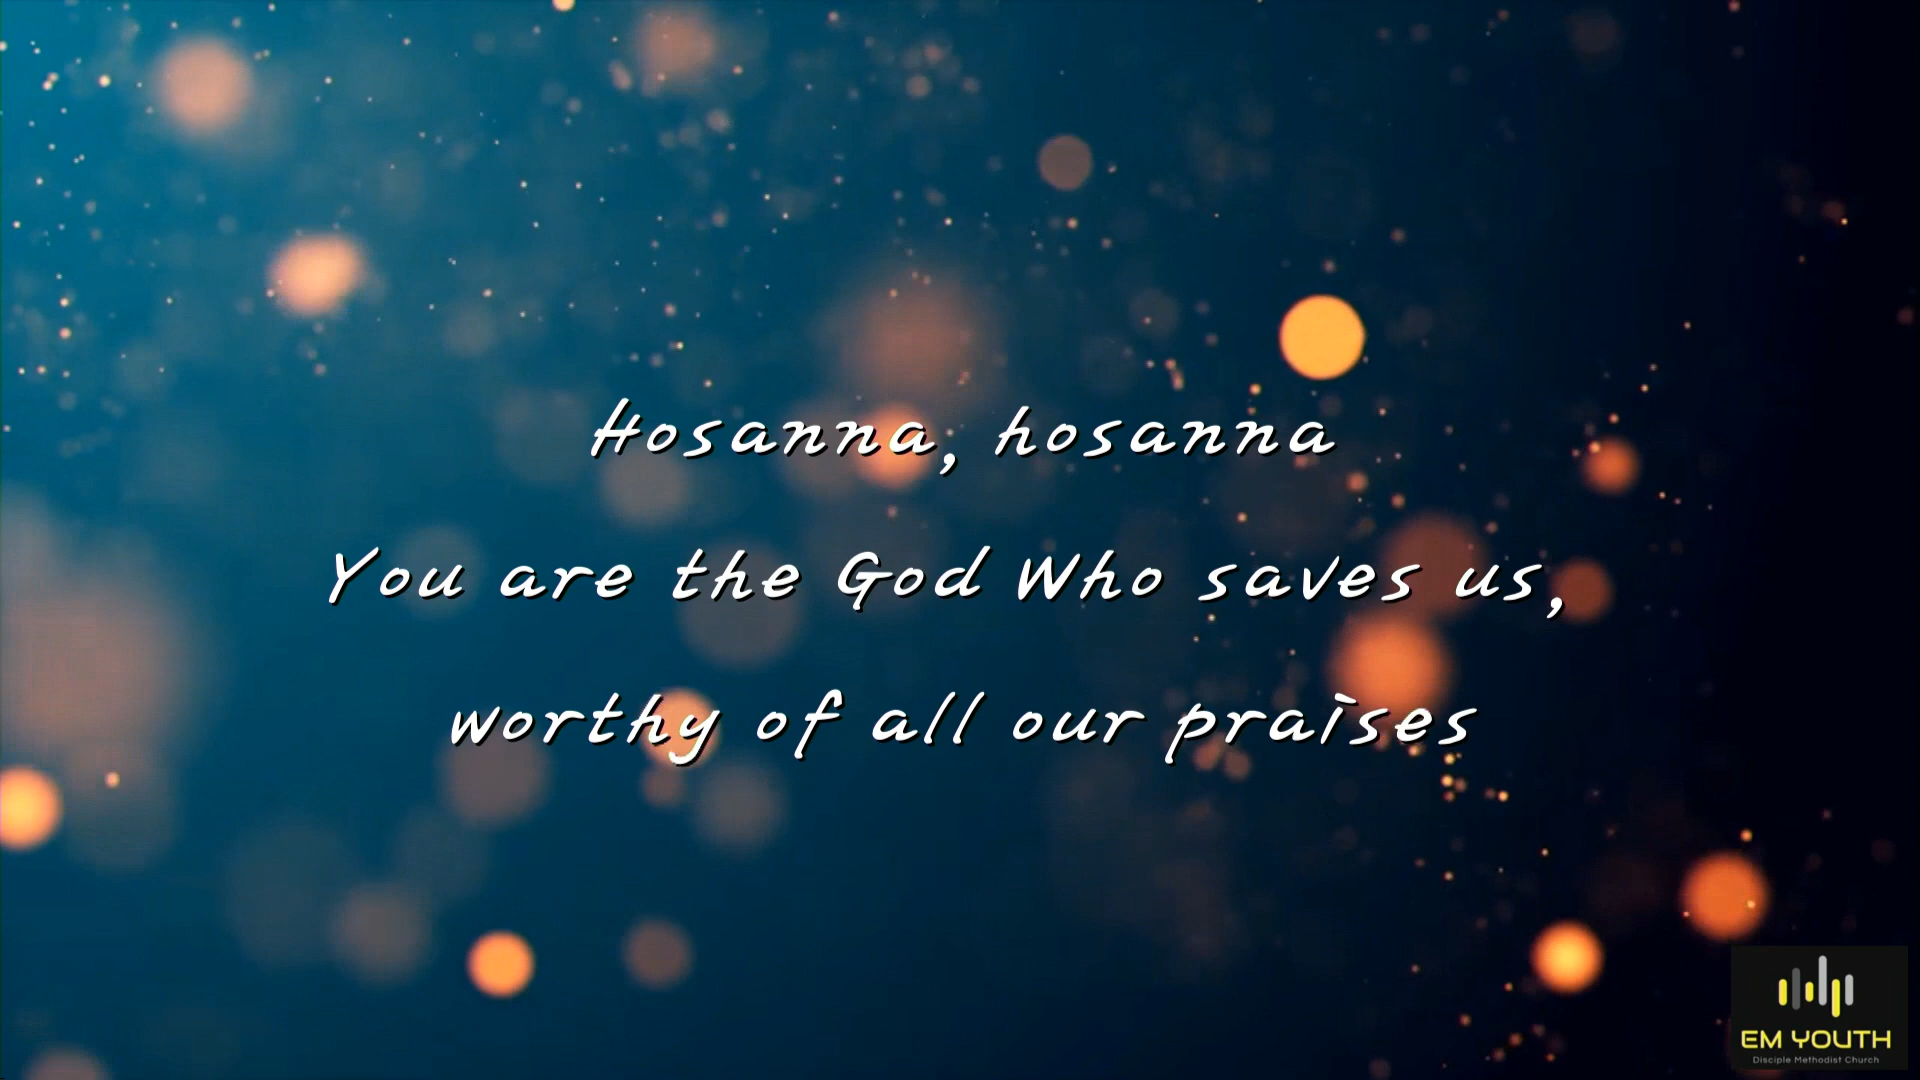 Hosanna, hosanna
You are the God Who saves us,
worthy of all our praises
EM YOUTH
Disciple Methodist Church